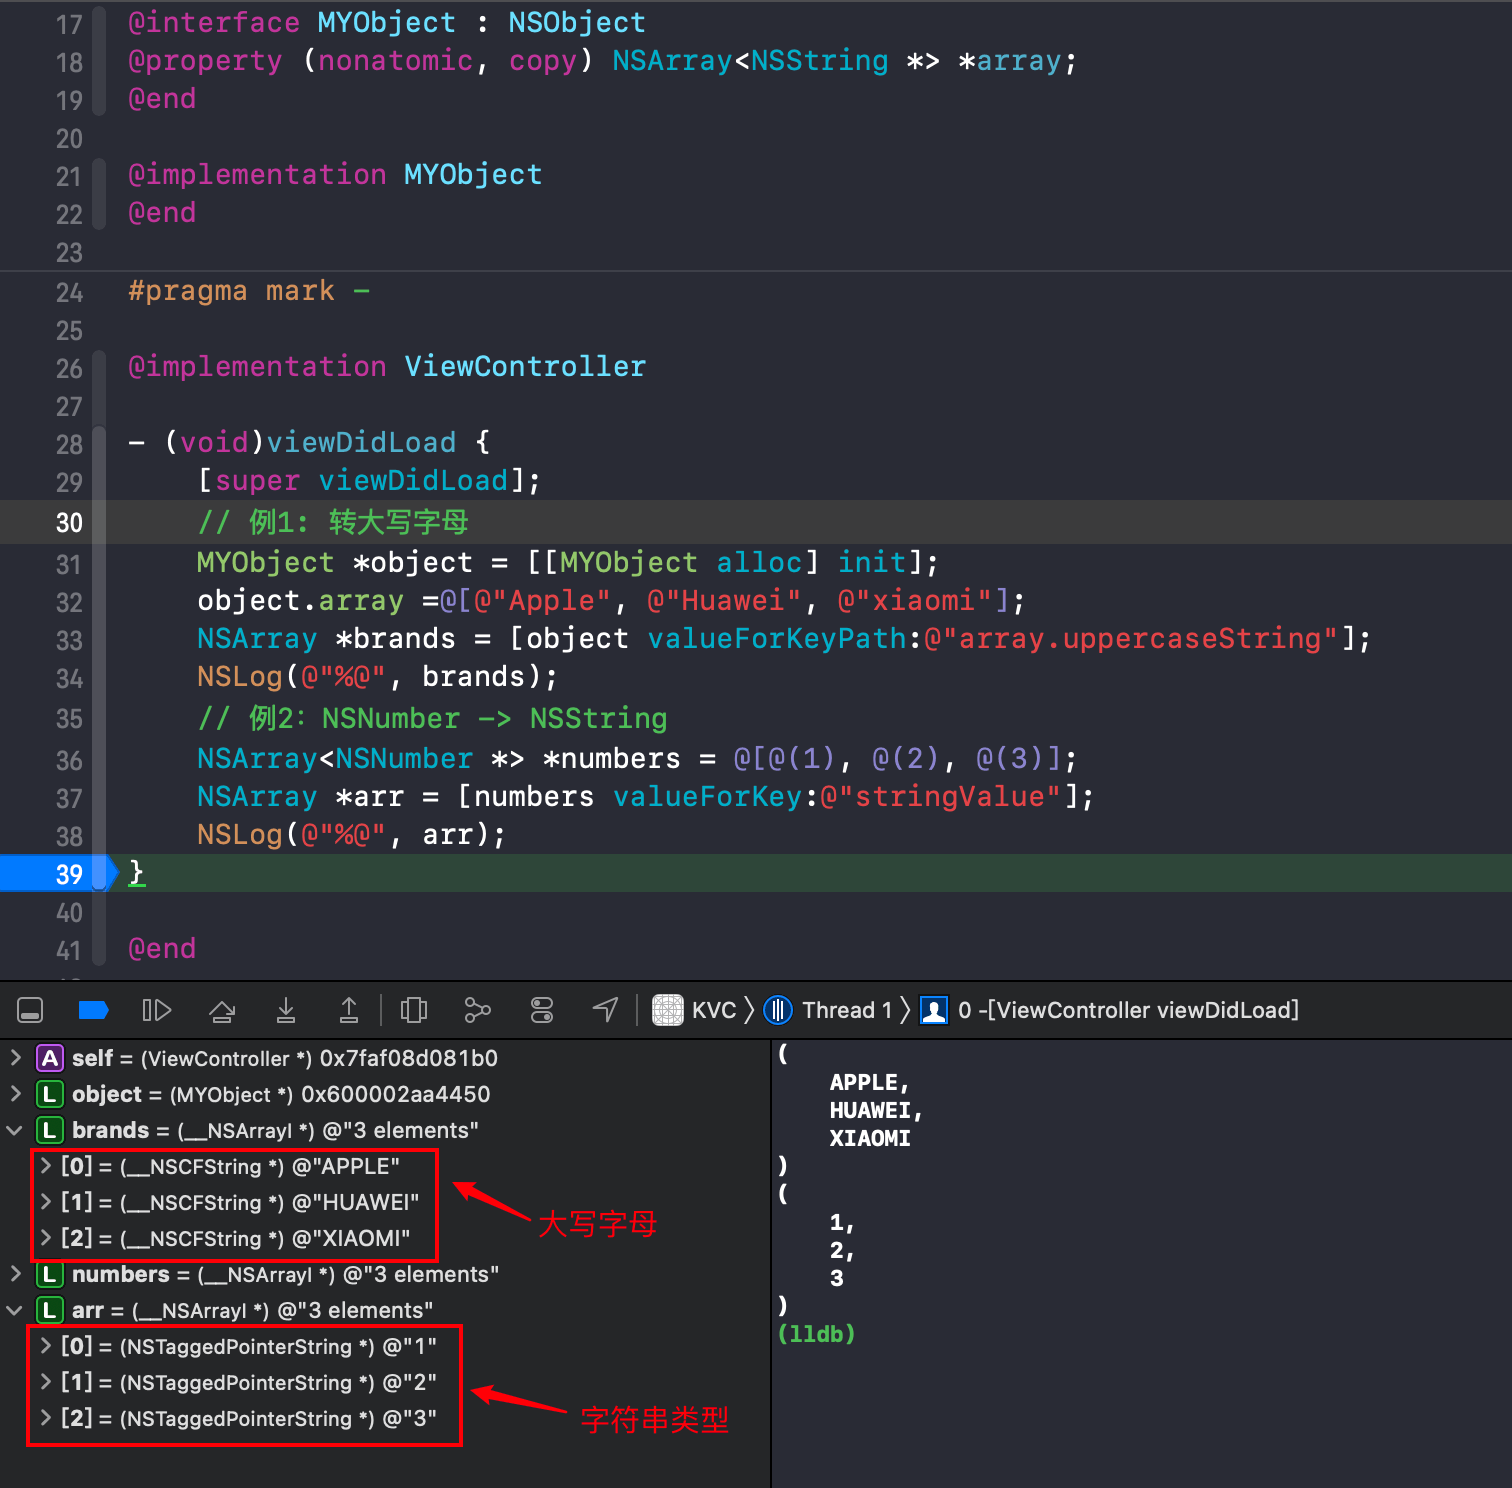 17 @interface MYObject : NSObject
18 @property (nonatomic, copy) NSArray<NSString *> *array;
19 @end
20
21 @implementation MYObject
22 @end
23
24 #pragma mark -
25
26 @implementation ViewController
27
28 - (void)viewDidLoad {
29 [super viewDidLoad];
30 // 例1: 转大写字母
31 MYObject *object = [[MYObject alloc] init];
32 object.array =@[@"Apple", @"Huawei", @"xiaomi"];
33 NSArray *brands = [object valueForKeyPath:@"array.uppercaseString"];
34 NSLog(@"%@", brands);
35 // 例2: NSNumber -> NSString
36 NSArray<NSNumber *> *numbers = @[@(1), @(2), @(3)];
37 NSArray *arr = [numbers valueForKey:@"stringValue"];
38 NSLog(@"%@", arr);
39 }
40
41 @end
KVC 〉 Thread 1 〉 0 -[ViewController viewDidLoad]
A self = (ViewController *) 0x7faf08d081b0
L object = (MYObject *) 0x600002aa4450
L brands = (__NSArrayI *) @"3 elements"
[0] = (__NSCFString *) @"APPLE"
[1] = (__NSCFString *) @"HUAWEI"
[2] = (__NSCFString *) @"XIAOMI"
大写字母
L numbers = (__NSArrayI *) @"3 elements"
L arr = (__NSArrayI *) @"3 elements"
[0] = (NSTaggedPointerString *) @"1"
[1] = (NSTaggedPointerString *) @"2"
[2] = (NSTaggedPointerString *) @"3"
字符串类型
(
APPLE,
HUAWEI,
XIAOMI
)
(
1,
2,
3
)
(lldb)